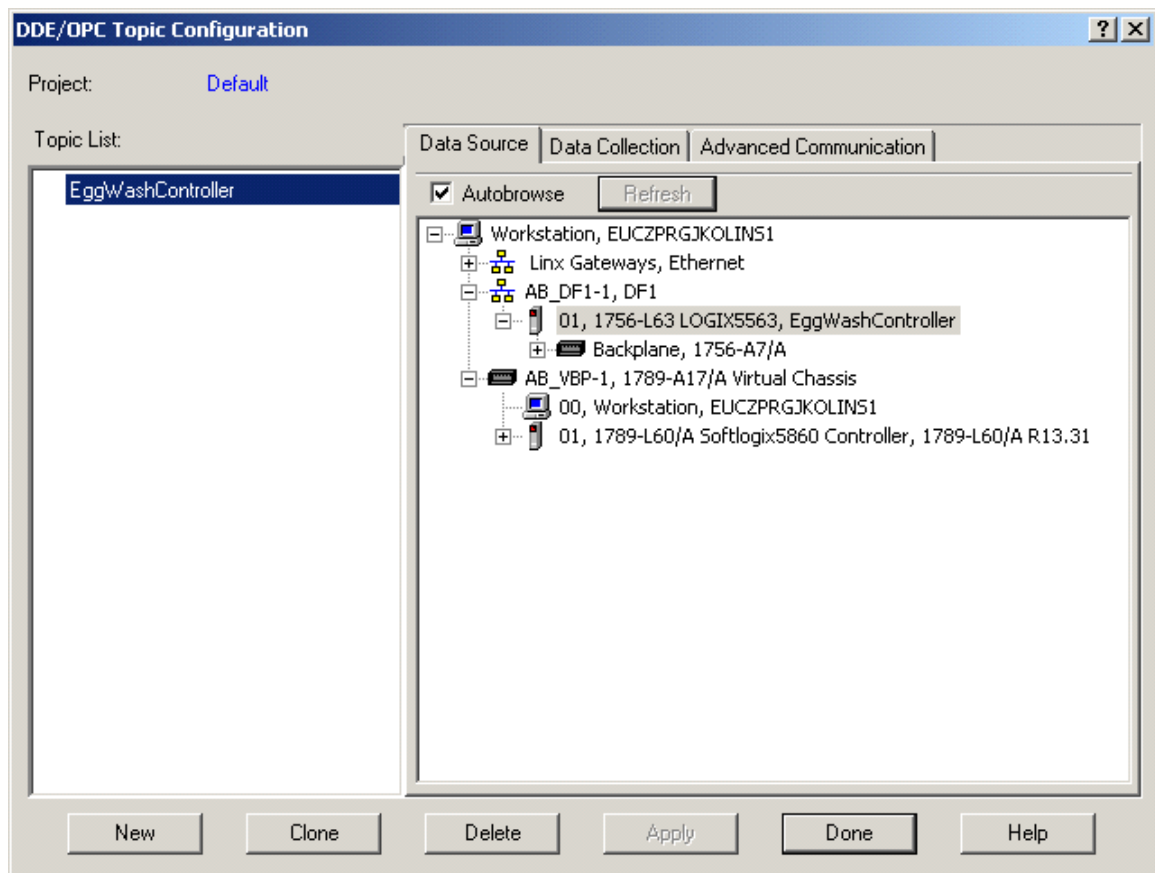 DDE/OPC Topic Configuration
Project: Default
Topic List:
EggWashController
Data Source Data Collection Advanced Communication
Autobrowse Refresh
Workstation, EUCZPRGJKOLINS1
Linx Gateways, Ethernet
AB_DF1-1, DF1
01, 1756-L63 LOGIX5563, EggWashController
Backplane, 1756-A7/A
AB_VBP-1, 1789-A17/A Virtual Chassis
00, Workstation, EUCZPRGJKOLINS1
01, 1789-L60/A Softlogix5860 Controller, 1789-L60/A R13.31
New Clone Delete Apply Done Help